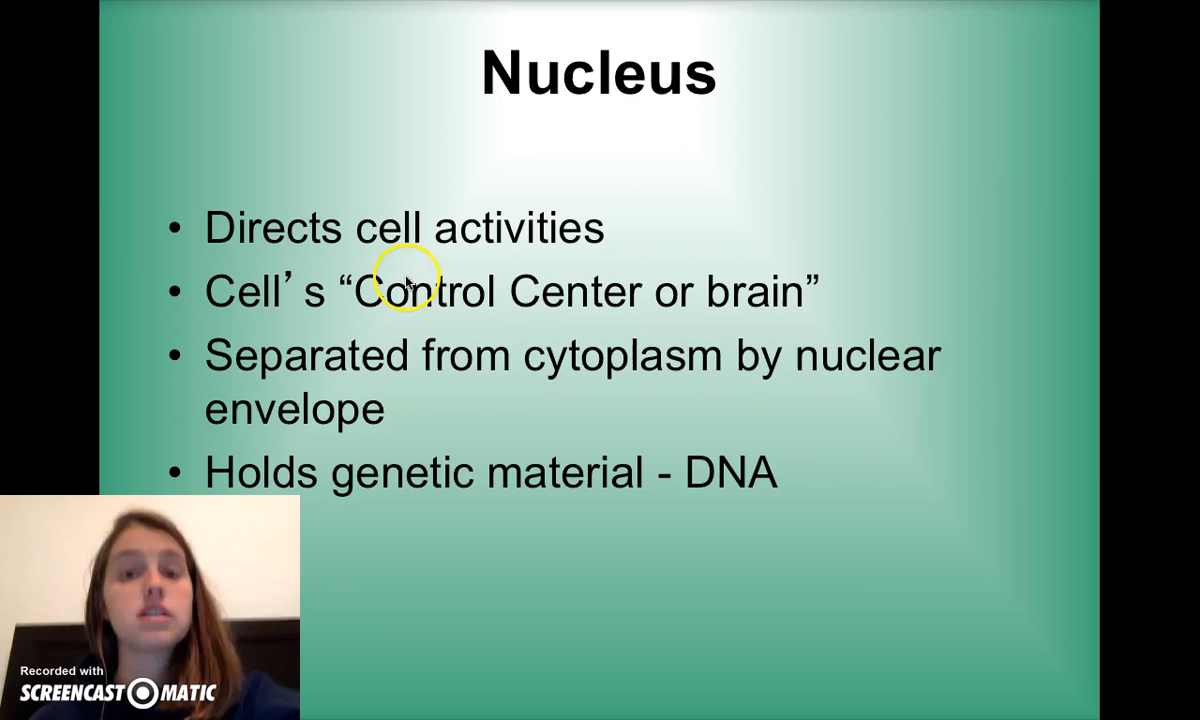 Nucleus
• Directs cell activities
• Cell’s “Control Center or brain”
• Separated from cytoplasm by nuclear
envelope
• Holds genetic material - DNA
Recorded with
SCREENCAST MATIC